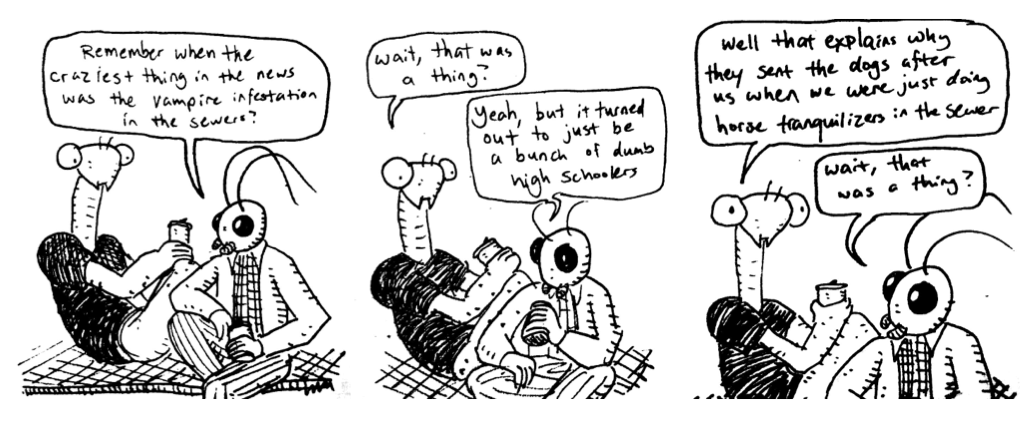 Remember when the
craziest thing in the news
was the vampire infestation
in the sewers?
wait, that was
a thing?
Yeah, but it turned
out to just be
a bunch of dumb
high schoolers
Well that explains why
they sent the dogs after
us when we were just doing
horse tranquilizers in the sewer
wait, that
was a thing?